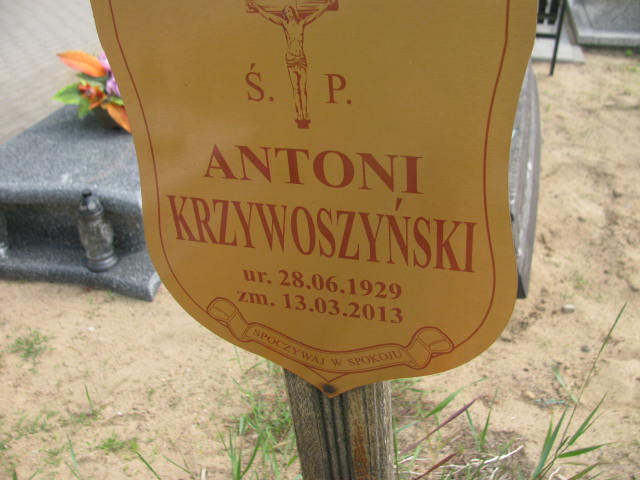 Ś. P.
ANTONI
KRZYWOSZYŃSKI
ur. 28.06.1929
zm. 13.03.2013
SPOCZYWAJ W SPOKOJU